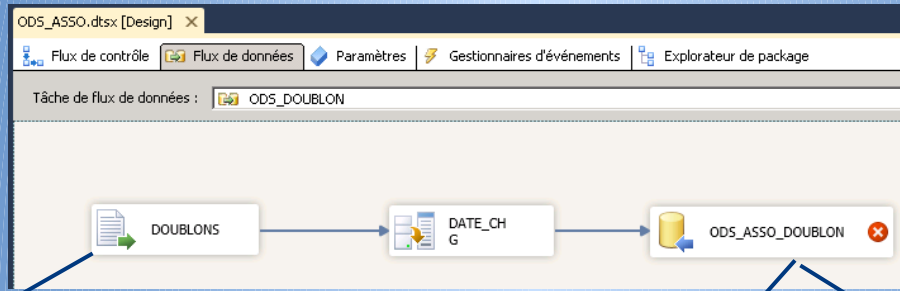 ODS_ASSO.dtsx [Design]
Flux de contrôle Flux de données Paramètres Gestionnaires d'événements Explorateur de package
Tâche de flux de données : ODS_DOUBLON
DOUBLONS DATE_CH ODS_ASSO_DOUBLON
G